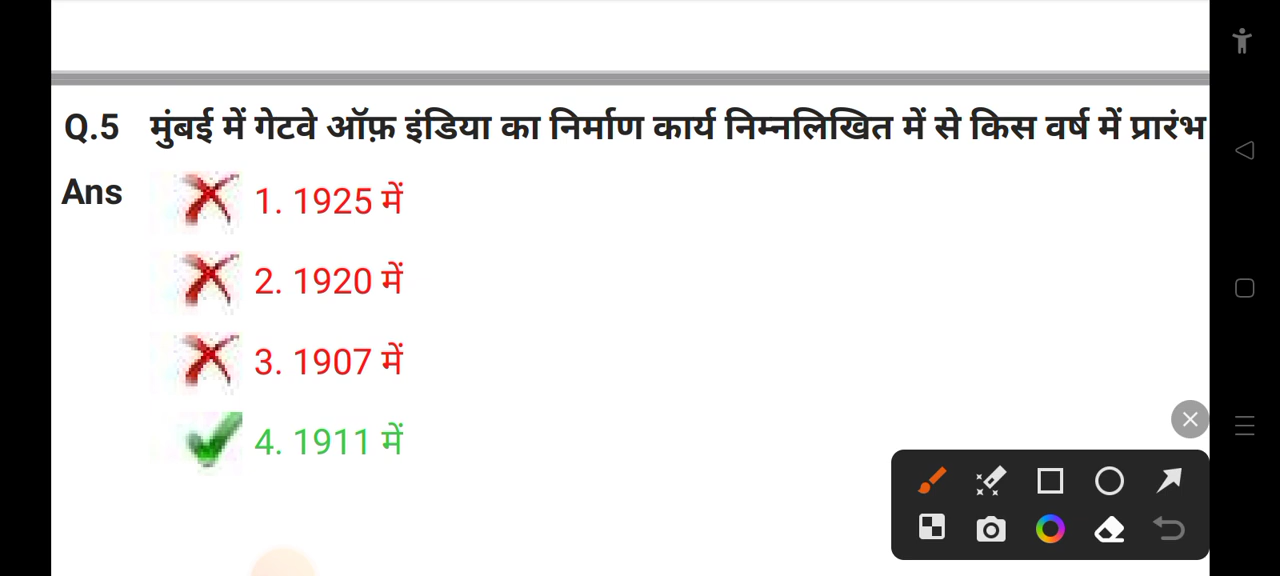 Q.5 मुंबई में गेटवे ऑफ़ इंडिया का निर्माण कार्य निम्नलिखित में से किस वर्ष में प्रारंभ
Ans 1. 1925 में
2. 1920 में
3. 1907 में
4. 1911 में